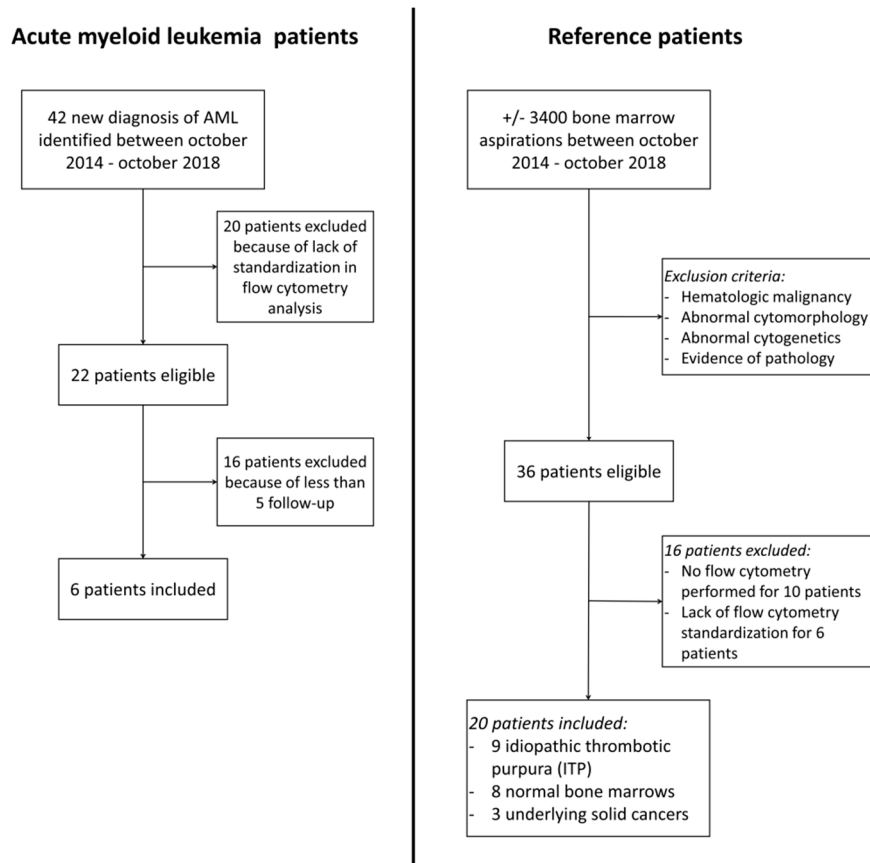 Acute myeloid leukemia patients
42 new diagnosis of AML
identified between october
2014 - october 2018
20 patients excluded
because of lack of
standardization in
flow cytometry
analysis
22 patients eligible
16 patients excluded
because of less than
5 follow-up
6 patients included
Reference patients
+/- 3400 bone marrow
aspirations between october
2014 - october 2018
Exclusion criteria:
- Hematologic malignancy
- Abnormal cytomorphology
- Abnormal cytogenetics
- Evidence of pathology
36 patients eligible
16 patients excluded:
- No flow cytometry
performed for 10 patients
- Lack of flow cytometry
standardization for 6
patients
20 patients included:
- 9 idiopathic thrombotic
purpura (ITP)
- 8 normal bone marrows
- 3 underlying solid cancers